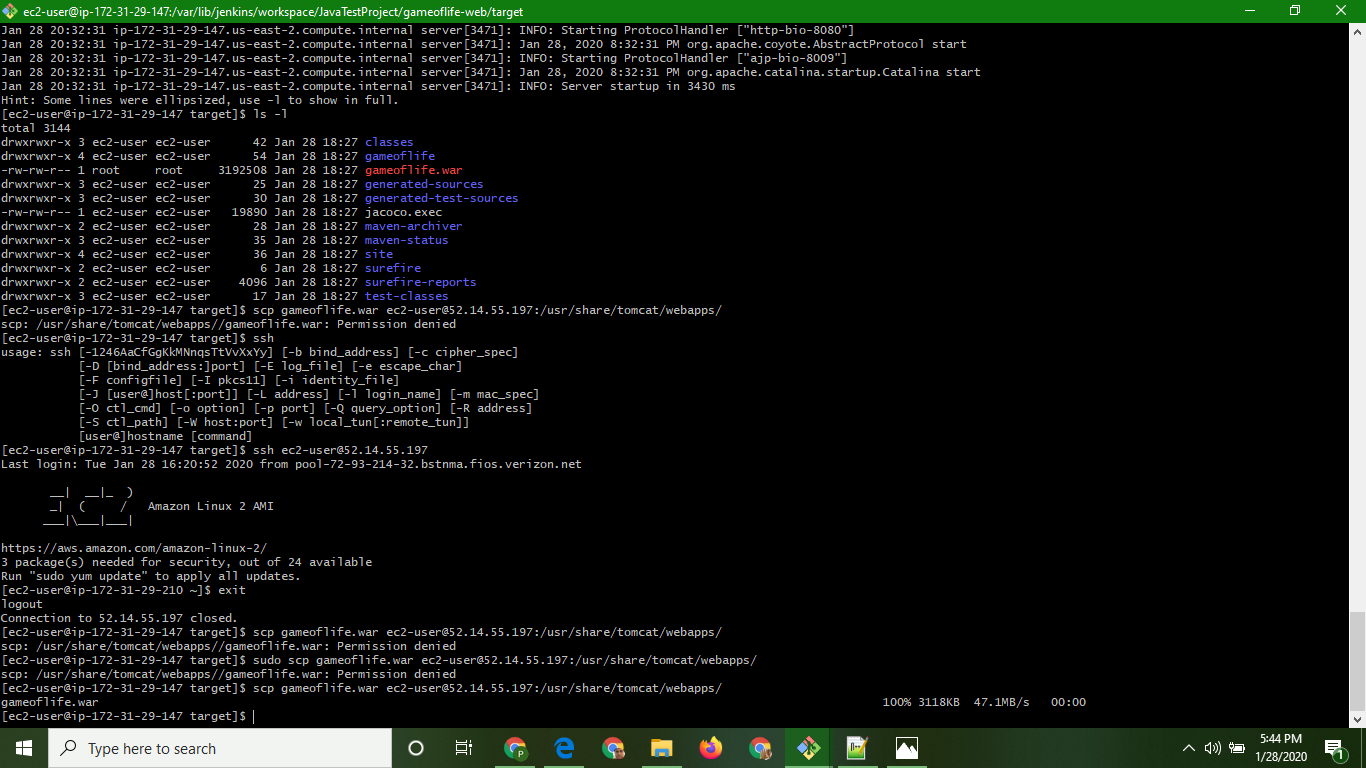 ec2-user@ip-172-31-29-147:/var/lib/jenkins/workspace/JavaTestProject/gameoflife-web/target
Jan 28 20:32:31 ip-172-31-29-147.us-east-2.compute.internal server[3471]: INFO: Starting ProtocolHandler ["http-bio-8080"]
Jan 28 20:32:31 ip-172-31-29-147.us-east-2.compute.internal server[3471]: Jan 28, 2020 8:32:31 PM org.apache.coyote.AbstractProtocol start
Jan 28 20:32:31 ip-172-31-29-147.us-east-2.compute.internal server[3471]: INFO: Starting ProtocolHandler ["ajp-bio-8009"]
Jan 28 20:32:31 ip-172-31-29-147.us-east-2.compute.internal server[3471]: Jan 28, 2020 8:32:31 PM org.apache.catalina.startup.Catalina start
Jan 28 20:32:31 ip-172-31-29-147.us-east-2.compute.internal server[3471]: INFO: Server startup in 3430 ms
Hint: Some lines were ellipsized, use -l to show in full.
[ec2-user@ip-172-31-29-147 target]$ ls -l
total 3144
drwxrwxr-x 3 ec2-user ec2-user      42 Jan 28 18:27 classes
drwxrwxr-x 4 ec2-user ec2-user      54 Jan 28 18:27 gameoflife
-rw-rw-r-- 1 root     root     3192508 Jan 28 18:27 gameoflife.war
drwxrwxr-x 3 ec2-user ec2-user      25 Jan 28 18:27 generated-sources
drwxrwxr-x 3 ec2-user ec2-user      30 Jan 28 18:27 generated-test-sources
-rw-rw-r-- 1 ec2-user ec2-user   19890 Jan 28 18:27 jacoco.exec
drwxrwxr-x 2 ec2-user ec2-user      28 Jan 28 18:27 maven-archiver
drwxrwxr-x 3 ec2-user ec2-user      35 Jan 28 18:27 maven-status
drwxrwxr-x 4 ec2-user ec2-user      36 Jan 28 18:27 site
drwxrwxr-x 2 ec2-user ec2-user       6 Jan 28 18:27 surefire
drwxrwxr-x 2 ec2-user ec2-user    4096 Jan 28 18:27 surefire-reports
drwxrwxr-x 3 ec2-user ec2-user      17 Jan 28 18:27 test-classes
[ec2-user@ip-172-31-29-147 target]$ scp gameoflife.war ec2-user@52.14.55.197:/usr/share/tomcat/webapps/
scp: /usr/share/tomcat/webapps//gameoflife.war: Permission denied
[ec2-user@ip-172-31-29-147 target]$ ssh
usage: ssh [-1246AaCfGgKkMNnqsTtVvXxYy] [-b bind_address] [-c cipher_spec]
           [-D [bind_address:]port] [-E log_file] [-e escape_char]
           [-F configfile] [-I pkcs11] [-i identity_file]
           [-J [user@]host[:port]] [-L address] [-l login_name] [-m mac_spec]
           [-O ctl_cmd] [-o option] [-p port] [-Q query_option] [-R address]
           [-S ctl_path] [-W host:port] [-w local_tun[:remote_tun]]
           [user@]hostname [command]
[ec2-user@ip-172-31-29-147 target]$ ssh ec2-user@52.14.55.197
Last login: Tue Jan 28 16:20:52 2020 from pool-72-93-214-32.bstnma.fios.verizon.net
       __|  __|_  )
       _|  (     /   Amazon Linux 2 AMI
      ___|\___|___|
https://aws.amazon.com/amazon-linux-2/
3 package(s) needed for security, out of 24 available
Run "sudo yum update" to apply all updates.
[ec2-user@ip-172-31-29-210 ~]$ exit
logout
Connection to 52.14.55.197 closed.
[ec2-user@ip-172-31-29-147 target]$ scp gameoflife.war ec2-user@52.14.55.197:/usr/share/tomcat/webapps/
scp: /usr/share/tomcat/webapps//gameoflife.war: Permission denied
[ec2-user@ip-172-31-29-147 target]$ sudo scp gameoflife.war ec2-user@52.14.55.197:/usr/share/tomcat/webapps/
scp: /usr/share/tomcat/webapps//gameoflife.war: Permission denied
[ec2-user@ip-172-31-29-147 target]$ scp gameoflife.war ec2-user@52.14.55.197:/usr/share/tomcat/webapps/
gameoflife.war                                  100% 3118KB  47.1MB/s   00:00
[ec2-user@ip-172-31-29-147 target]$
Type here to search
P
5:44 PM
1/28/2020
1